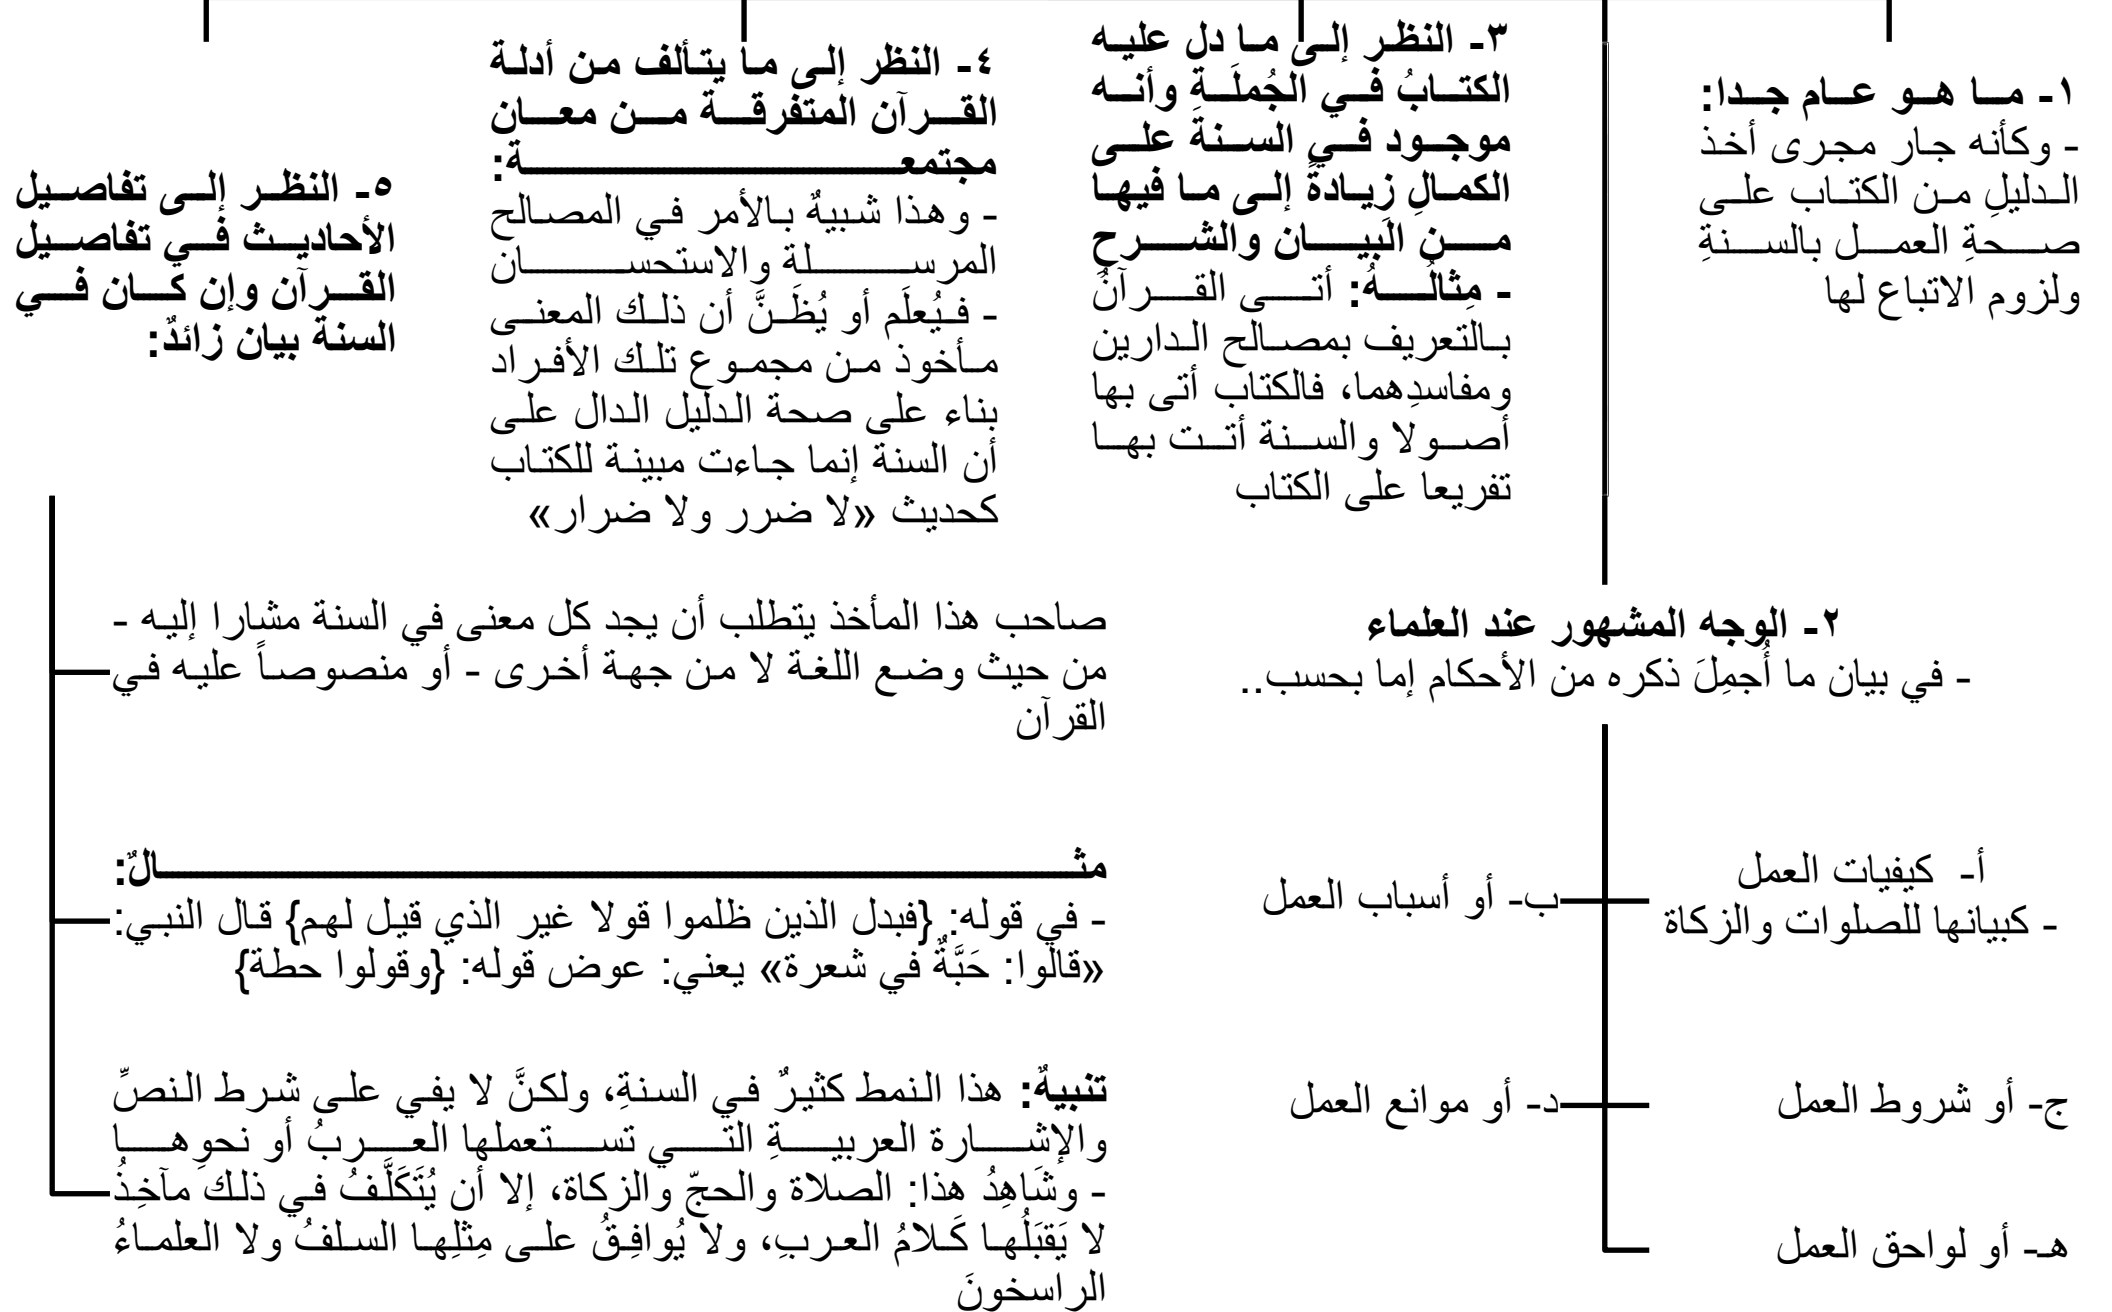 ١- ما هو عام جدا:
- وكأنه جار مجرى أخذ
الدليلِ من الكتاب على
صحةِ العمل بالسنةِ
ولزوم الاتباع لها
٣- النظر إلى ما دل عليه
الكتابُ في الجُملَةِ وأنه
موجود في السنة على
الكمالِ زيادةً إلى ما فيها
من البيان والشرحِ
- مِثالُهُ: أتى القرآنُ
بالتعريف بمصالح الدارين
ومفاسدِهما، فالكتاب أتى بها
أصولا والسنة أتت بها
تفريعا على الكتاب
٤- النظر إلى ما يتألف من أدلة
القرآن المتفرقة من معان
مجتمعة:
- وهذا شبيهٌ بالأمر في المصالح
المرسلة والاستحسان
- فيُعلَم أو يُظَنَّ أن ذلك المعنى
مأخوذ من مجموع تلك الأفراد
بناء على صحة الدليل الدال على
أن السنة إنما جاءت مبينة للكتاب
كحديث «لا ضرر ولا ضرار»
٥- النظر إلى تفاصيل
الأحاديث في تفاصيل
القرآن وإن كان في
السنة بيان زائدٌ:
٢- الوجه المشهور عند العلماء
- في بيان ما أُجمِلَ ذكره من الأحكام إما بحسب..
أ- كيفيات العمل
- كبيانها للصلوات والزكاة
ب- أو أسباب العمل
ج- أو شروط العمل
د- أو موانع العمل
هـ- أو لواحق العمل
صاحب هذا المأخذ يتطلب أن يجد كل معنى في السنة مشارا إليه -
من حيث وضع اللغة لا من جهة أخرى - أو منصوصاً عليه في
القرآن
مثالٌ:
- في قوله: {فبدل الذين ظلموا قولا غير الذي قيل لهم} قال النبي:
«قالوا: حَبَّةٌ في شعرة» يعني: عوض قوله: {وقولوا حطة}
تنبيهٌ: هذا النمط كثيرٌ في السنةِ، ولكنَّ لا يفي على شرط النصِّ
والإشارة العربيةِ التي تستعملها العربُ أو نحوِها
- وشَاهِدُ هذا: الصلاة والحجّ والزكاة، إلا أن يُتَكَلَّفُ في ذلك مآخِذُ
لا يَقبَلُها كَلامُ العربِ، ولا يُوافِقُ على مِثلِها السلفُ ولا العلماءُ
الراسخونَ